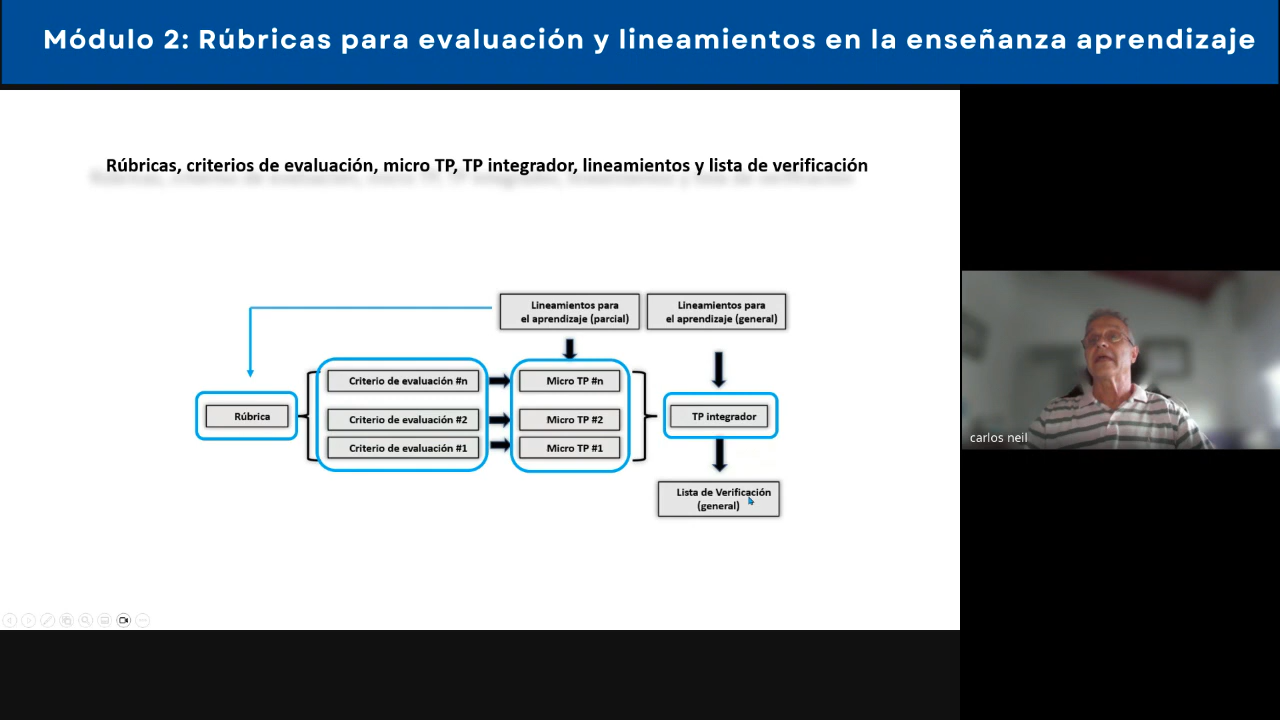 Módulo 2: Rúbricas para evaluación y lineamientos en la enseñanza aprendizaje
Rúbricas, criterios de evaluación, micro TP, TP integrador, lineamientos y lista de verificación
Lineamientos para
el aprendizaje (parcial)
Lineamientos para
el aprendizaje (general)
Criterio de evaluación #n
Micro TP #n
Rúbrica
Criterio de evaluación #2
Micro TP #2
TP integrador
Criterio de evaluación #1
Micro TP #1
Lista de Verificación
(general)
carlos neil